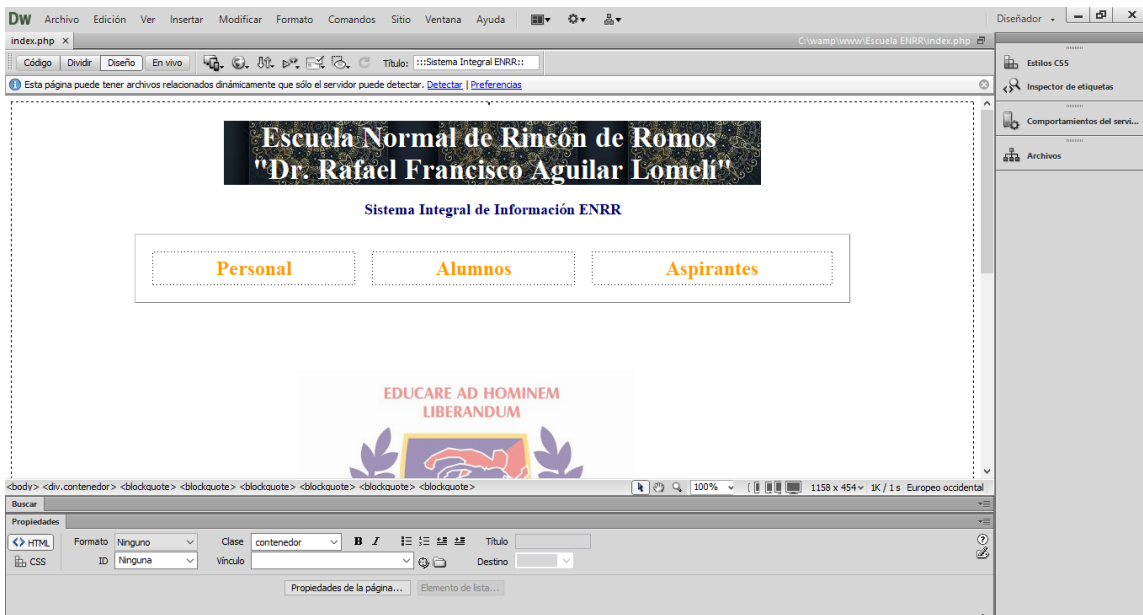 DW Archivo Edición Ver Insertar Modificar Formato Comandos Sitio Ventana Ayuda Diseñador
index.php × C:\wamp\www\Escuela ENRR\index.php
Código Dividir Diseño En vivo Título: :::Sistema Integral ENRR::
Esta página puede tener archivos relacionados dinámicamente que sólo el servidor puede detectar. Detectar | Preferencias
Estilos CSS
Inspector de etiquetas
Comportamientos del servi...
Archivos
Escuela Normal de Rincón de Romos
"Dr. Rafael Francisco Aguilar Lomelí"
Sistema Integral de Información ENRR
Personal Alumnos Aspirantes
EDUCARE AD HOMINEM
LIBERANDUM
<body> <div.contenedor> <blockquote> <blockquote> <blockquote> <blockquote> <blockquote> <blockquote> 100% 1158 x 454 1K / 1 s Europeo occidental
Buscar
Propiedades
<> HTML Formato Ninguno Clase contenedor B I Título
CSS ID Ninguna Vínculo Destino
Propiedades de la página... Elemento de lista...